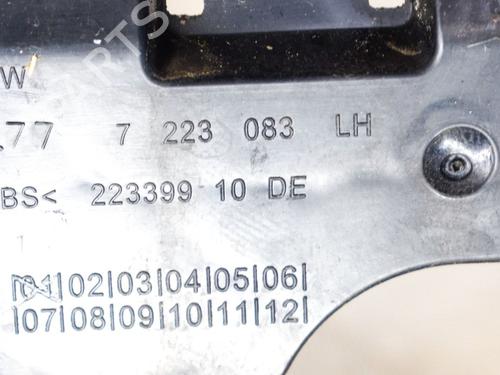 W
.77 7 223 083 LH
BS< 223399 10 DE
|01|02|03|04|05|06|
|07|08|09|10|11|12|
PARTS